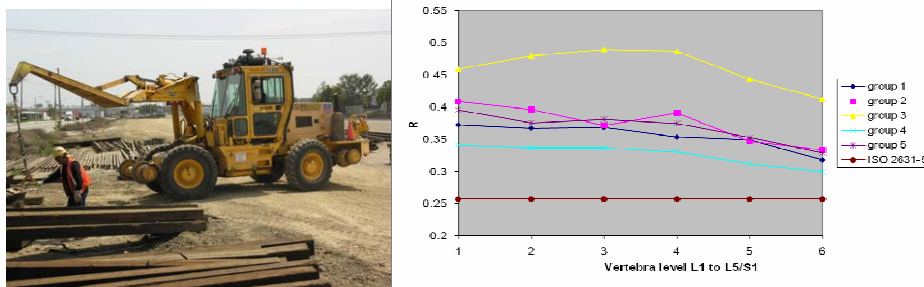 0.55
0.5
0.45
0.4
0.35
0.3
0.25
0.2
R
1 2 3 4 5 6
Vertebra level L1 to L5/S1
group 1
group 2
group 3
group 4
group 5
ISO 2631-5